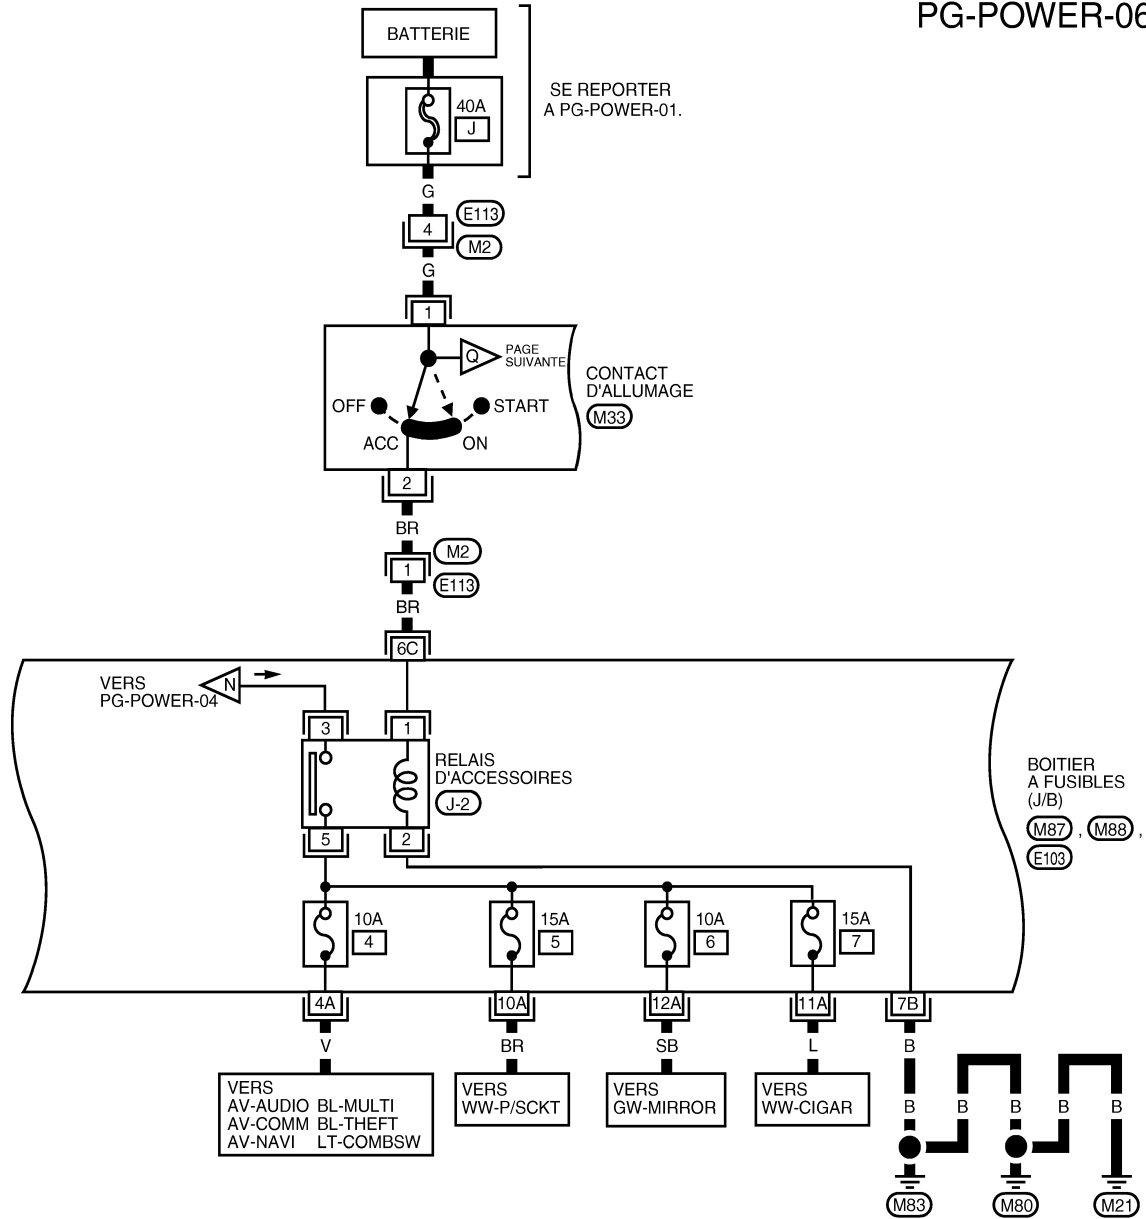 PG-POWER-06
BATTERIE
SE REPORTER
A PG-POWER-01.
40A
J
G
E113
4
M2
G
1
Q
PAGE
SUIVANTE
CONTACT
D'ALLUMAGE
M33
OFF
START
ACC
ON
2
BR
M2
1
E113
BR
6C
VERS
PG-POWER-04
N
3
1
RELAIS
D'ACCESSOIRES
J-2
BOITIER
A FUSIBLES
(J/B)
M87 , M88 ,
E103
5
2
10A
4
15A
5
10A
6
15A
7
4A
10A
12A
11A
7B
V
BR
SB
L
B
VERS
AV-AUDIO BL-MULTI
AV-COMM BL-THEFT
AV-NAVI LT-COMBSW
VERS
WW-P/SCKT
VERS
GW-MIRROR
VERS
WW-CIGAR
B
B
B
B
B
M83
M80
M21